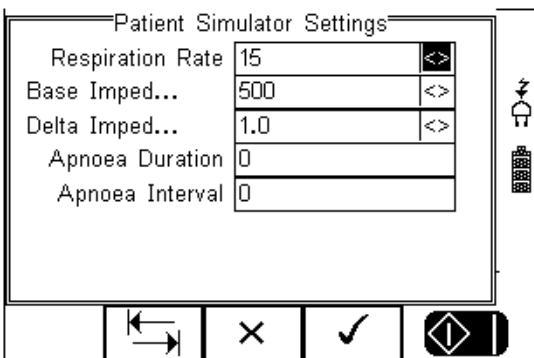 Patient Simulator Settings
Respiration Rate 15 <>
Base Imped... 500 <>
Delta Imped... 1.0 <>
Apnoea Duration 0
Apnoea Interval 0